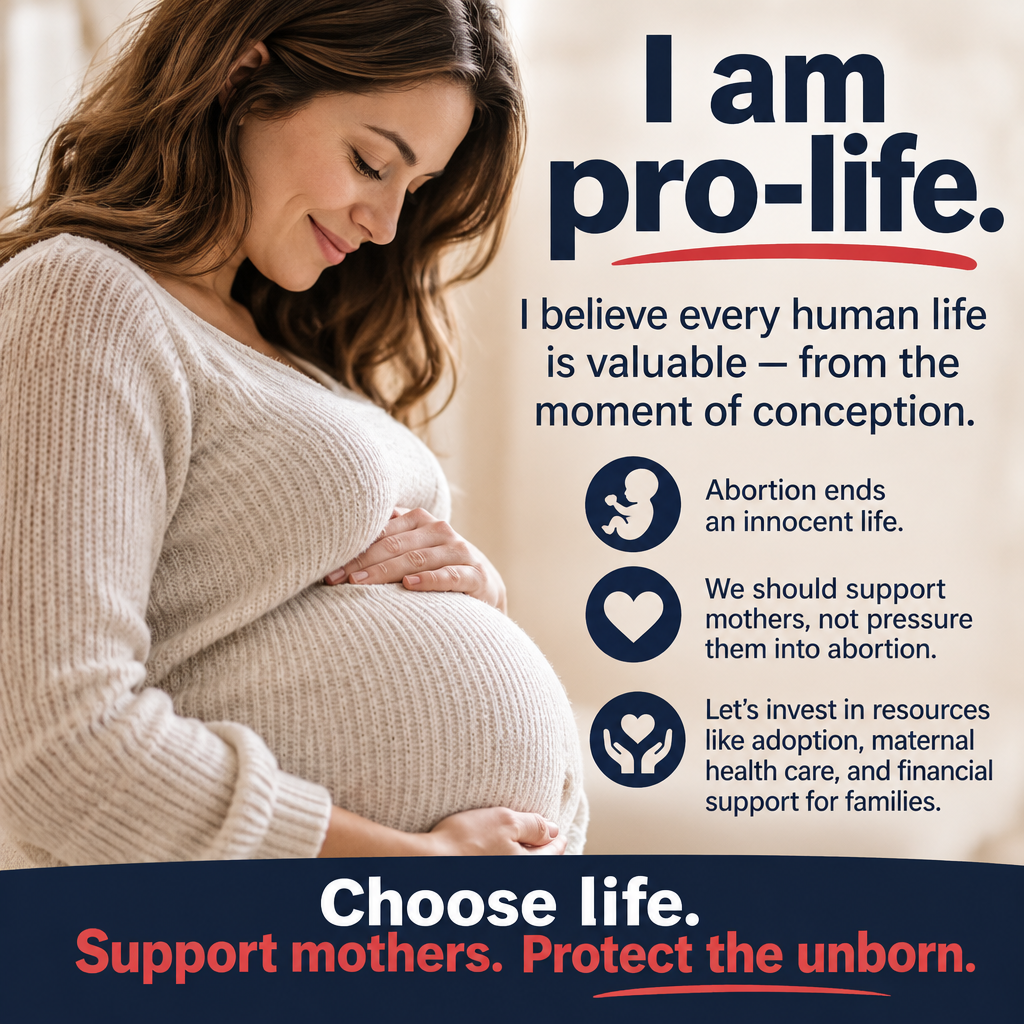 I am
pro-life.
I believe every human life
is valuable – from the
moment of conception.
Abortion ends
an innocent life.
We should support
mothers, not pressure
them into abortion.
Let’s invest in resources
like adoption, maternal
health care, and financial
support for families.
Choose life.
Support mothers. Protect the unborn.